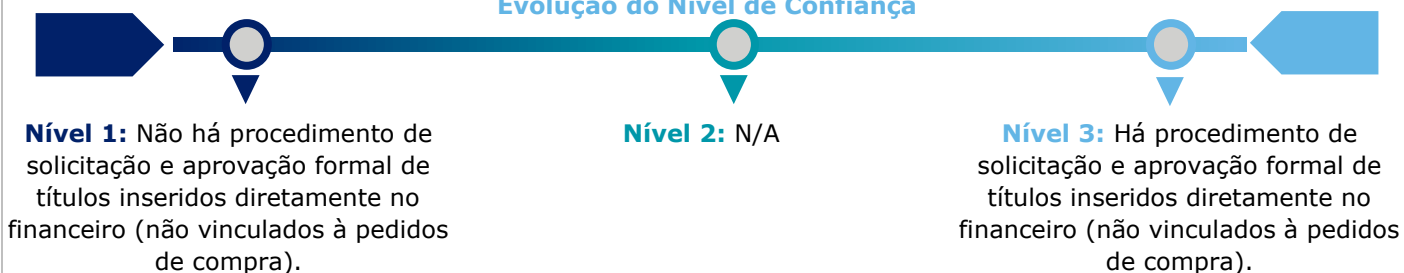 Evolução do Nível de Confiança
Nível 1: Não há procedimento de
solicitação e aprovação formal de
títulos inseridos diretamente no
financeiro (não vinculados à pedidos
de compra).
Nível 2: N/A
Nível 3: Há procedimento de
solicitação e aprovação formal de
títulos inseridos diretamente no
financeiro (não vinculados à pedidos
de compra).